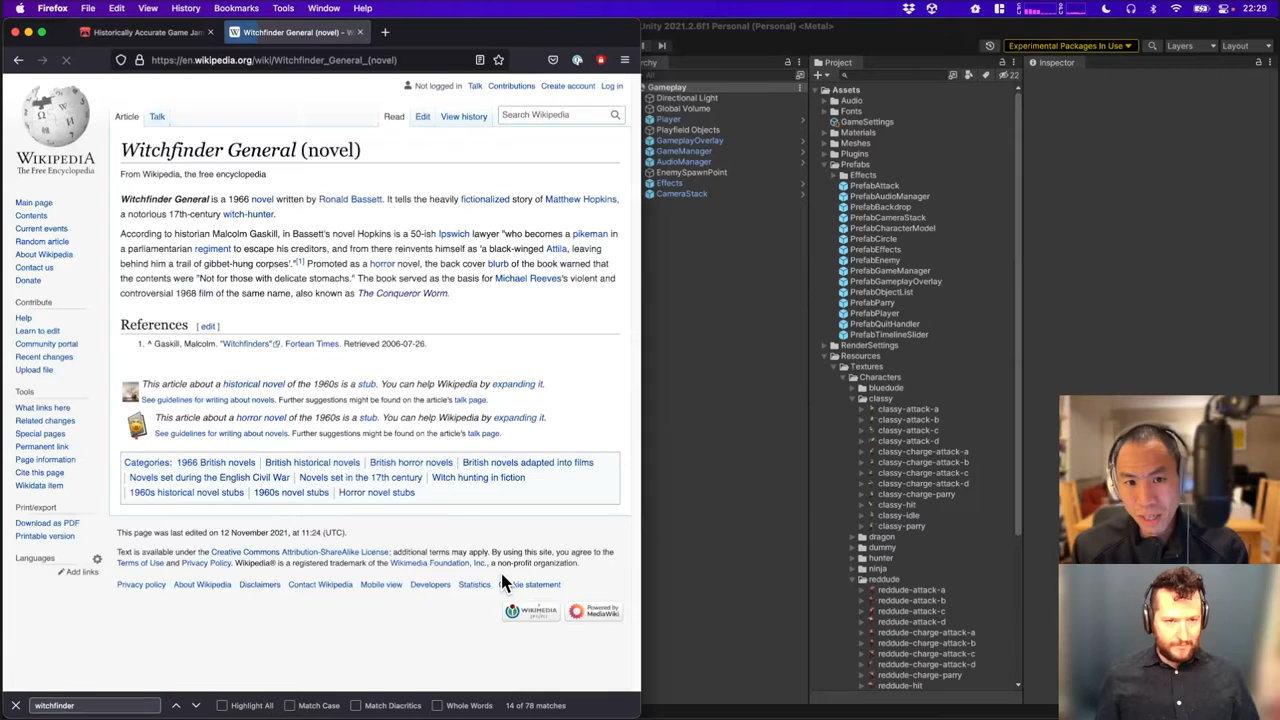 Firefox File Edit View History Bookmarks Tools Window Help 22:29
Historically Accurate Game Jam
Witchfinder General (novel) - W
https://en.wikipedia.org/wiki/Witchfinder_General_(novel)
WIKIPEDIA
The Free Encyclopedia
Main page
Contents
Current events
Random article
About Wikipedia
Contact us
Donate
Contribute
Help
Learn to edit
Community portal
Recent changes
Upload file
Tools
What links here
Related changes
Special pages
Permanent link
Page information
Cite this page
Wikidata item
Print/export
Download as PDF
Printable version
Languages
Add links
Not logged in Talk Contributions Create account Log in
Article Talk Read Edit View history Search Wikipedia
Witchfinder General (novel)
From Wikipedia, the free encyclopedia
Witchfinder General is a 1966 novel written by Ronald Bassett. It tells the heavily fictionalized story of Matthew Hopkins,
a notorious 17th-century witch-hunter.
According to historian Malcolm Gaskill, in Bassett's novel Hopkins is a 50-ish Ipswich lawyer "who becomes a pikeman in
a parliamentary regiment to escape his creditors, and from there reinvents himself as 'a black-winged Attila, leaving
behind him a trail of gibbet-hung corpses'."[1] Promoted as a horror novel, the back cover blurb of the book warned that
the contents were "Not for those with delicate stomachs." The book served as the basis for Michael Reeves's violent and
controversial 1968 film of the same name, also known as The Conqueror Worm.
References [ edit ]
1. ^ Gaskill, Malcolm. "Witchfinders". Fortean Times. Retrieved 2006-07-26.
This article about a historical novel of the 1960s is a stub. You can help Wikipedia by expanding it.
See guidelines for writing about novels. Further suggestions might be found on the article's talk page.
This article about a horror novel of the 1960s is a stub. You can help Wikipedia by expanding it.
See guidelines for writing about novels. Further suggestions might be found on the article's talk page.
Categories: 1966 British novels | British historical novels | British horror novels | British novels adapted into films
| Novels set during the English Civil War | Novels set in the 17th century | Witch hunting in fiction
| 1960s historical novel stubs | 1960s novel stubs | Horror novel stubs
This page was last edited on 12 November 2021, at 11:24 (UTC).
Text is available under the Creative Commons Attribution-ShareAlike License; additional terms may apply. By using this site, you agree to the
Terms of Use and Privacy Policy. Wikipedia® is a registered trademark of the Wikimedia Foundation, Inc., a non-profit organization.
Privacy policy About Wikipedia Disclaimers Contact Wikipedia Mobile view Developers Statistics statement
WIKIMEDIA project
Powered by MediaWiki
witchfinder Highlight All Match Case Match Diacritics Whole Words 14 of 78 matches
Unity 2021.2.6f1 Personal (Personal) <Metal>
Experimental Packages In Use Layers Layout
All
Gameplay
Directional Light
Global Volume
Player
Playfield Objects
GameplayOverlay
GameManager
AudioManager
EnemySpawnPoint
Effects
CameraStack
Project
22
Assets
Audio
Fonts
GameSettings
Materials
Meshes
Plugins
Prefabs
Effects
PrefabAttack
PrefabAudioManager
PrefabBackdrop
PrefabCameraStack
PrefabCharacterModel
PrefabCircle
PrefabEffects
PrefabEnemy
PrefabGameManager
PrefabGameplayOverlay
PrefabObjectList
PrefabParry
PrefabPlayer
PrefabQuitHandler
PrefabTimelineSlider
RenderSettings
Resources
Textures
Characters
bluedude
classy
classy-attack-a
classy-attack-b
classy-attack-c
classy-attack-d
classy-charge-attack-a
classy-charge-attack-b
classy-charge-attack-c
classy-charge-attack-d
classy-charge-parry
classy-hit
classy-idle
classy-parry
dragon
dummy
hunter
ninja
reddude
reddude-attack-a
reddude-attack-b
reddude-attack-c
reddude-attack-d
reddude-charge-attack-a
reddude-charge-attack-b
reddude-charge-attack-c
reddude-charge-attack-d
reddude-charge-parry
reddude-hit
Inspector